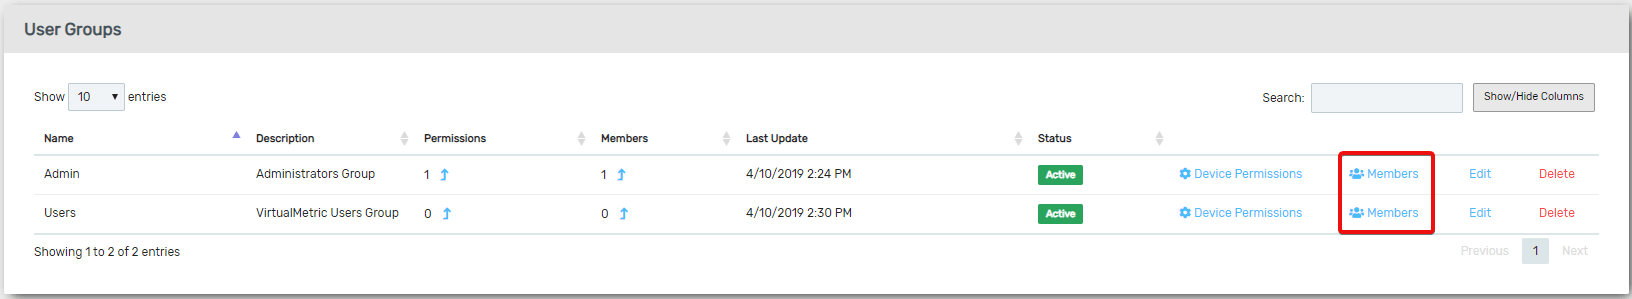 User Groups
Show 10 entries Search: Show/Hide Columns
Name Description Permissions Members Last Update Status
Admin Administrators Group 1 1 4/10/2019 2:24 PM Active Device Permissions Members Edit Delete
Users VirtualMetric Users Group 0 0 4/10/2019 2:30 PM Active Device Permissions Members Edit Delete
Showing 1 to 2 of 2 entries Previous 1 Next